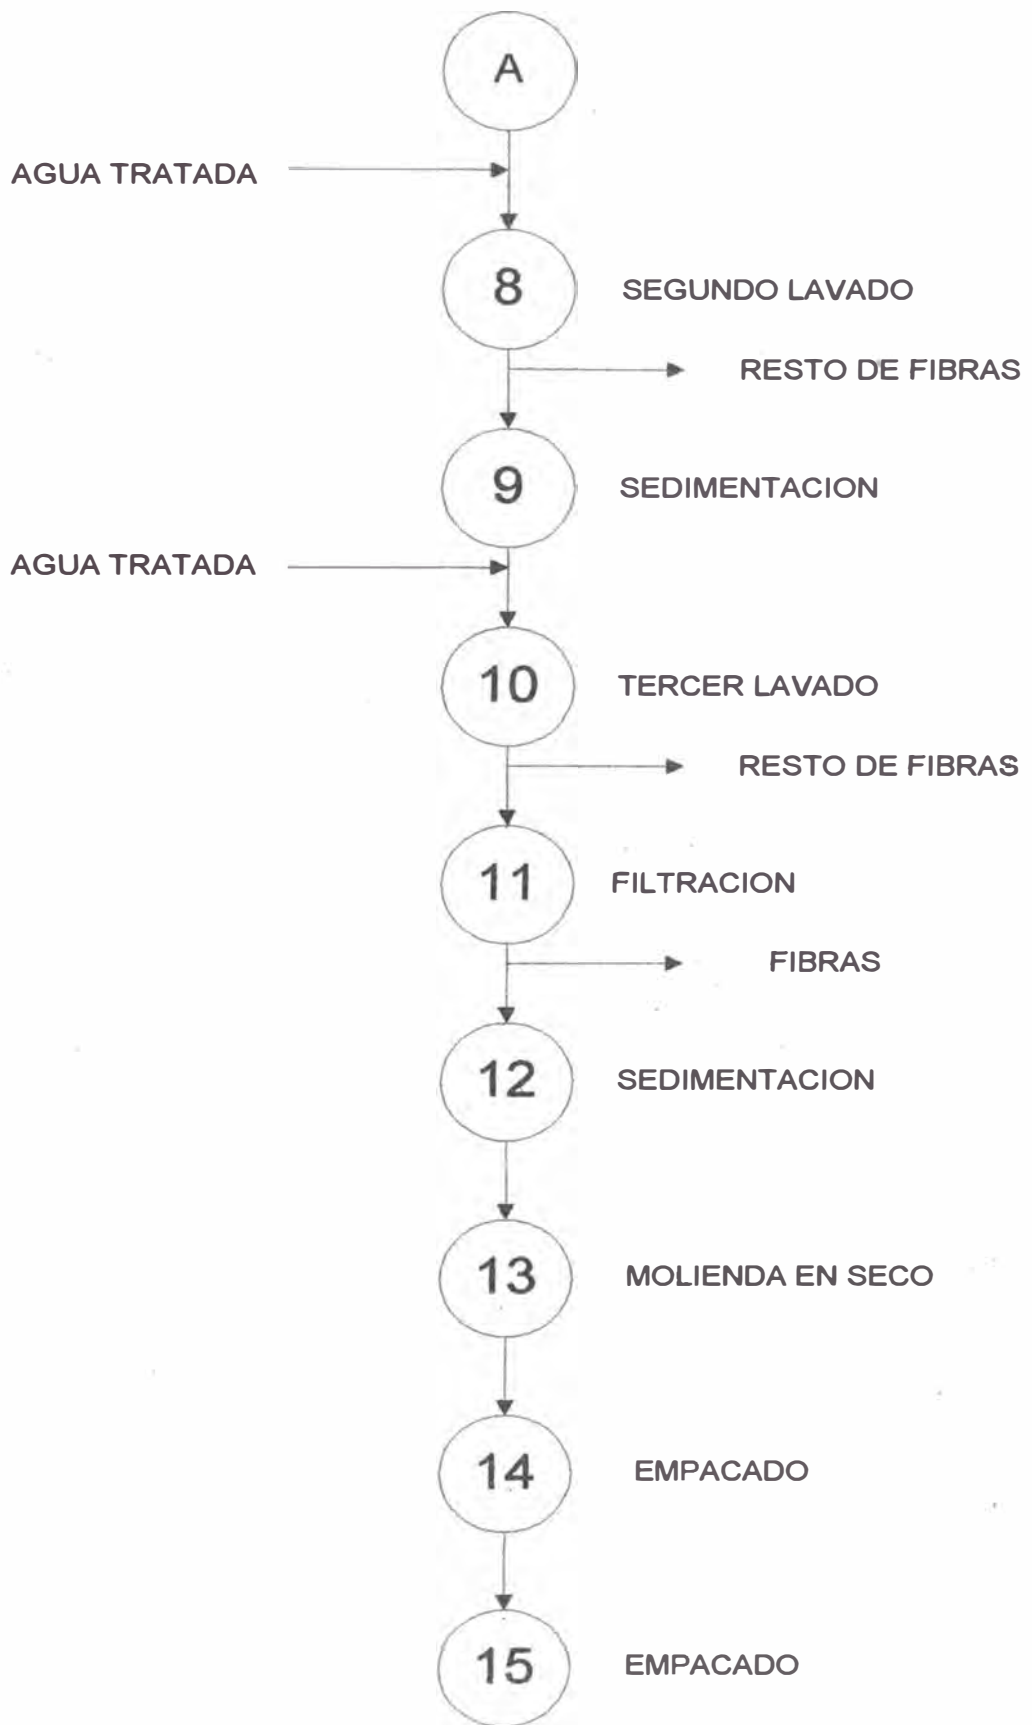 A
AGUA TRATADA
8 SEGUNDO LAVADO
RESTO DE FIBRAS
9 SEDIMENTACION
AGUA TRATADA
10 TERCER LAVADO
RESTO DE FIBRAS
11 FILTRACION
FIBRAS
12 SEDIMENTACION
13 MOLIENDA EN SECO
14 EMPACADO
15 EMPACADO